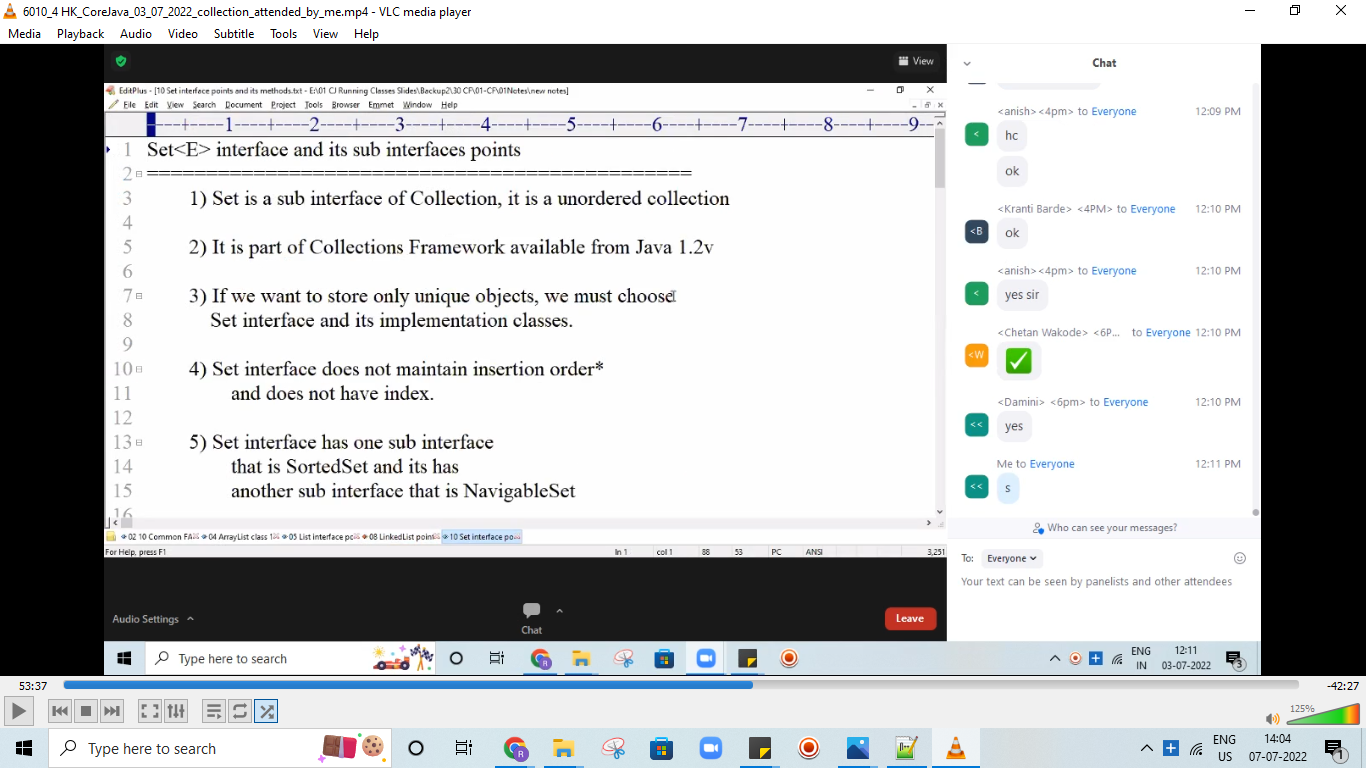 6010_4 HK_CoreJava_03_07_2022_collection_attended_by_me.mp4 - VLC media player
Media Playback Audio Video Subtitle Tools View Help
View
EditPlus - [10 Set interface points and its methods.txt - E:\01 CJ Running Classes Slides\Backup2\30 CF\01-CF\01Notes\new notes]
File Edit View Search Document Project Tools Browser Emmet Window Help
----+----1----+----2----+----3----+----4----+----5----+----6----+----7----+----8----+----9--
1 Set<E> interface and its sub interfaces points
2 ==============================================
3 1) Set is a sub interface of Collection, it is a unordered collection
4
5 2) It is part of Collections Framework available from Java 1.2v
6
7 3) If we want to store only unique objects, we must choose
8 Set interface and its implementation classes.
9
10 4) Set interface does not maintain insertion order*
11 and does not have index.
12
13 5) Set interface has one sub interface
14 that is SortedSet and its has
15 another sub interface that is NavigableSet
16
02 10 Common FA 04 ArrayList class 1 05 List interface po 08 LinkedList point 10 Set interface po
For Help, press F1 ln 1 col 1 88 53 PC ANSI 3,251
Audio Settings
Chat
Leave
Chat
<anish><4pm> to Everyone 12:09 PM
< hc
ok
<Kranti Barde> <4PM> to Everyone 12:10 PM
<B ok
<anish><4pm> to Everyone 12:10 PM
< yes sir
<Chetan Wakode> <6P... to Everyone 12:10 PM
<W
<Damini> <6pm> to Everyone 12:10 PM
<< yes
Me to Everyone 12:11 PM
<< s
Who can see your messages?
To: Everyone
Your text can be seen by panelists and other attendees
Type here to search
R
ENG
IN
12:11
03-07-2022
3
53:37 -42:27
125%
Type here to search
R
ENG
US
14:04
07-07-2022
1